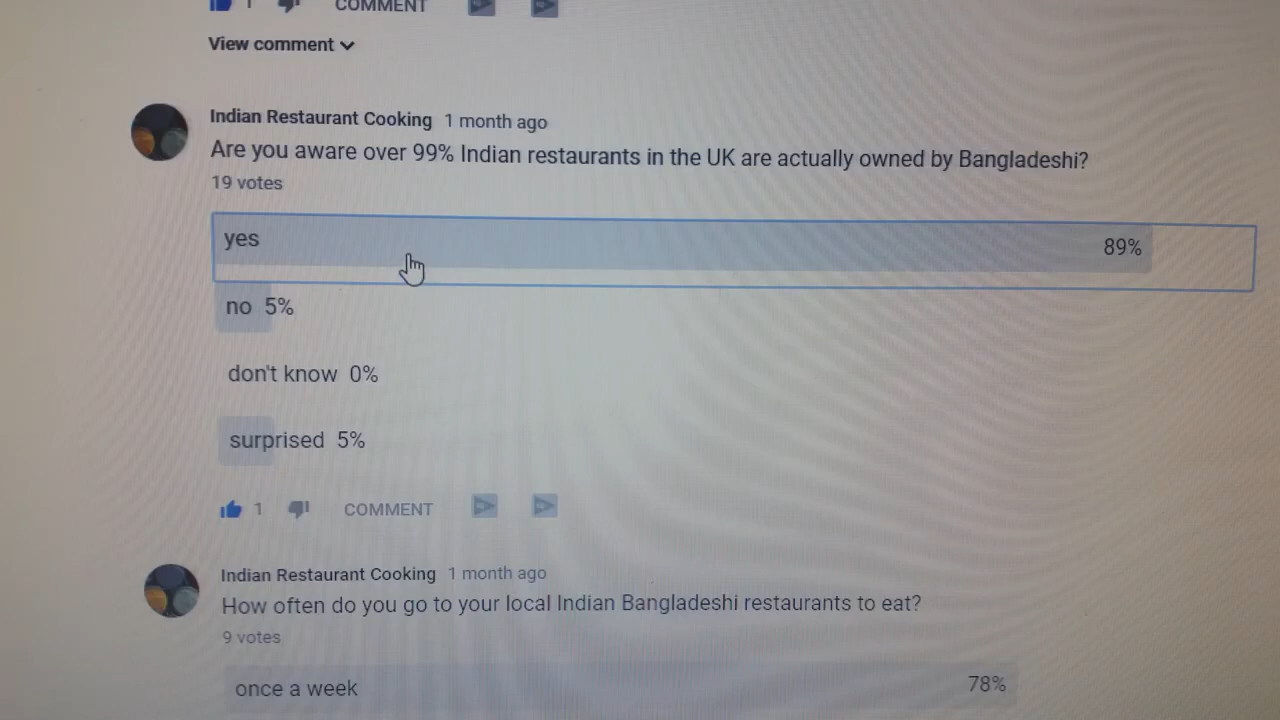 1 COMMENT
View comment
Indian Restaurant Cooking 1 month ago
Are you aware over 99% Indian restaurants in the UK are actually owned by Bangladeshi?
19 votes
yes 89%
no 5%
don't know 0%
surprised 5%
1 COMMENT
Indian Restaurant Cooking 1 month ago
How often do you go to your local Indian Bangladeshi restaurants to eat?
9 votes
once a week 78%